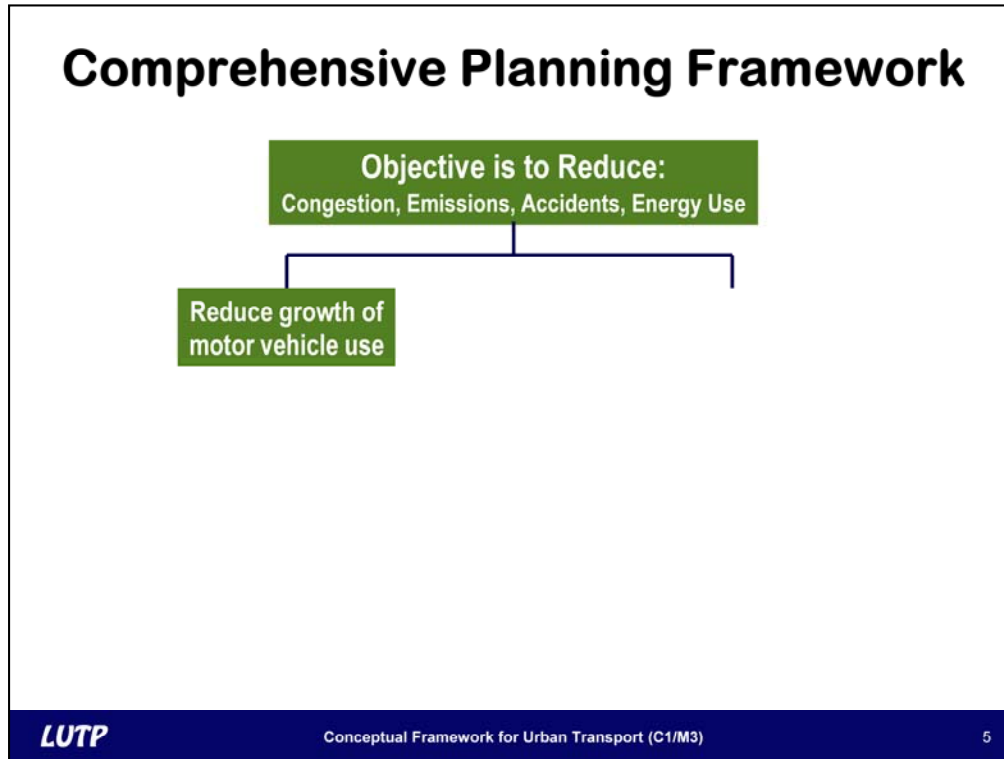 Comprehensive Planning Framework
Objective is to Reduce:
Congestion, Emissions, Accidents, Energy Use
Reduce growth of
motor vehicle use
LUTP
Conceptual Framework for Urban Transport (C1/M3)
5